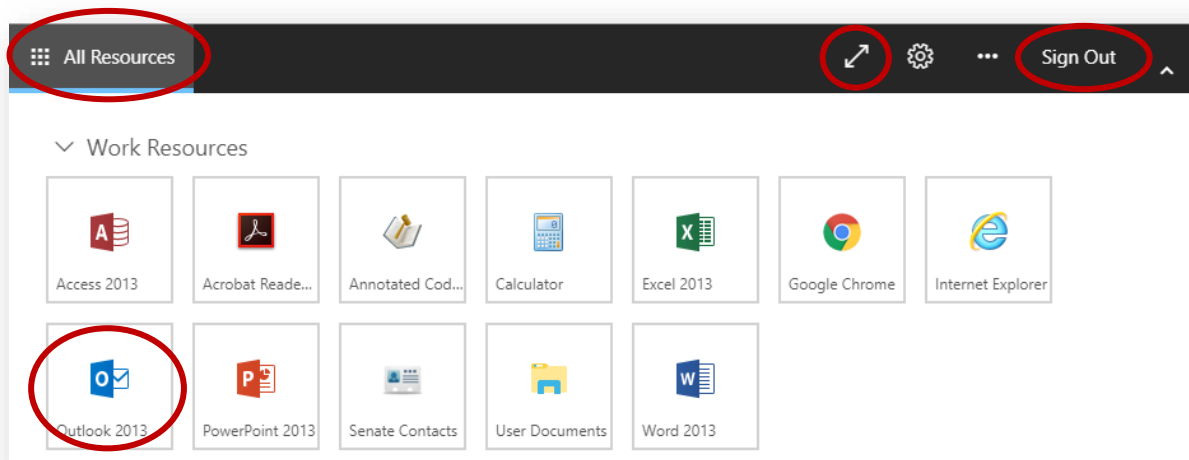 All Resources ••• Sign Out
Work Resources
Access 2013 Acrobat Reade... Annotated Cod... Calculator Excel 2013 Google Chrome Internet Explorer
Outlook 2013 PowerPoint 2013 Senate Contacts User Documents Word 2013